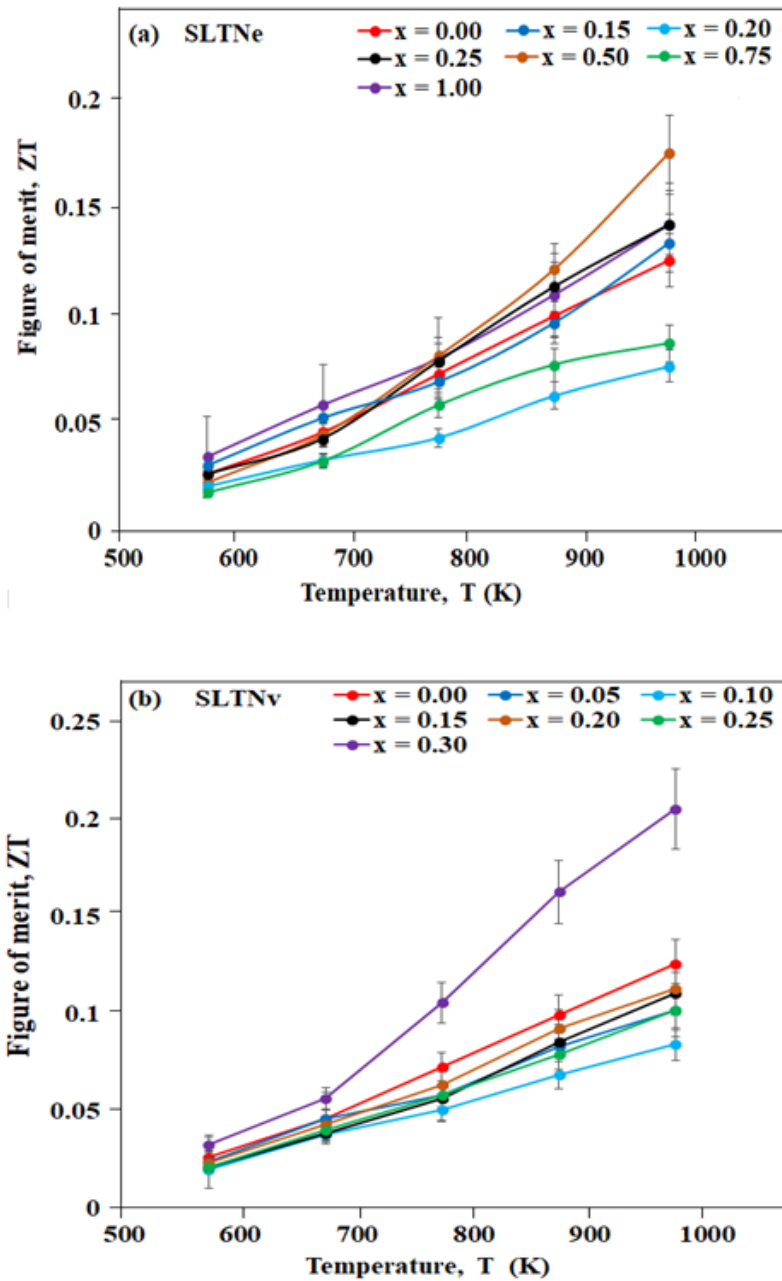 (a) SLTNe
x = 0.00 x = 0.15 x = 0.20
x = 0.25 x = 0.50 x = 0.75
x = 1.00
Figure of merit, ZT
0.2
0.15
0.1
0.05
0
500 600 700 800 900 1000
Temperature, T (K)
(b) SLTNv
x = 0.00 x = 0.05 x = 0.10
x = 0.15 x = 0.20 x = 0.25
x = 0.30
Figure of merit, ZT
0.25
0.2
0.15
0.1
0.05
0
500 600 700 800 900 1000
Temperature, T (K)